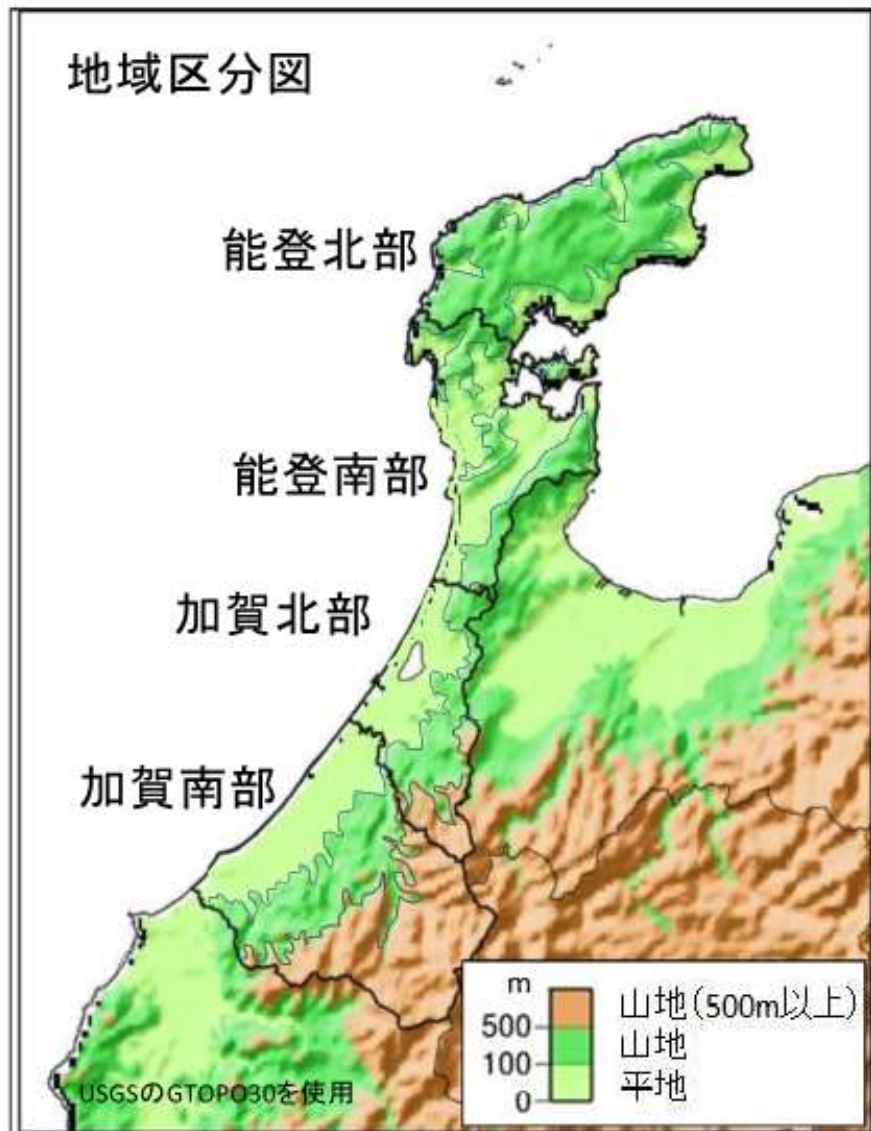 地域区分図
能登北部
能登南部
加賀北部
加賀南部
m
500
山地(500m以上)
山地
100
平地
0
USGSのGTOPO30を使用